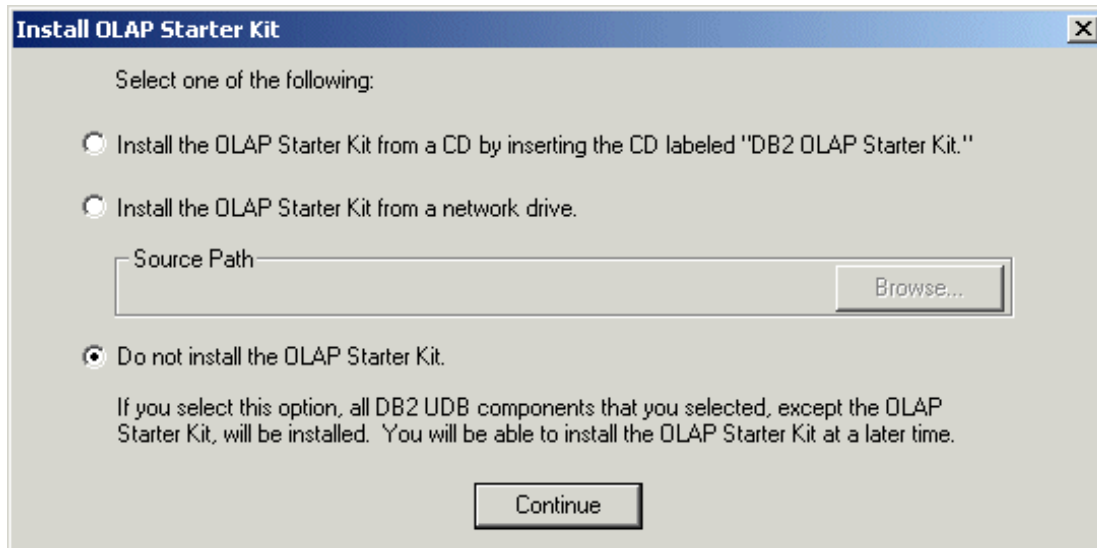 Install OLAP Starter Kit
Select one of the following:
Install the OLAP Starter Kit from a CD by inserting the CD labeled "DB2 OLAP Starter Kit."
Install the OLAP Starter Kit from a network drive.
Source Path
Browse...
Do not install the OLAP Starter Kit.
If you select this option, all DB2 UDB components that you selected, except the OLAP
Starter Kit, will be installed.  You will be able to install the OLAP Starter Kit at a later time.
Continue